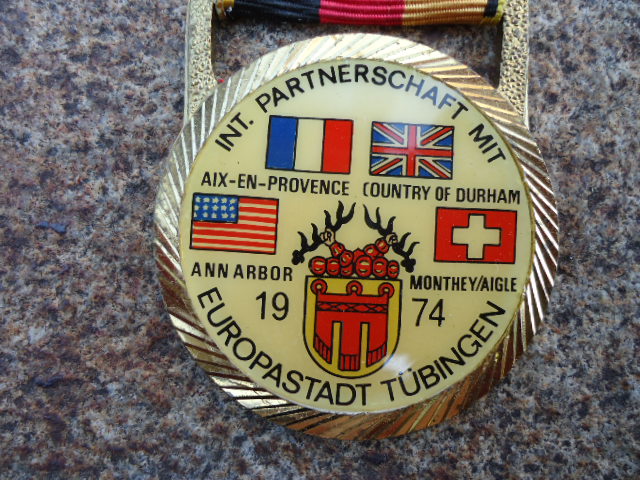 INT. PARTNERSCHAFT MIT
AIX-EN-PROVENCE COUNTRY OF DURHAM
ANN ARBOR MONTHEY/AIGLE
19 74
EUROPASTADT TÜBINGEN